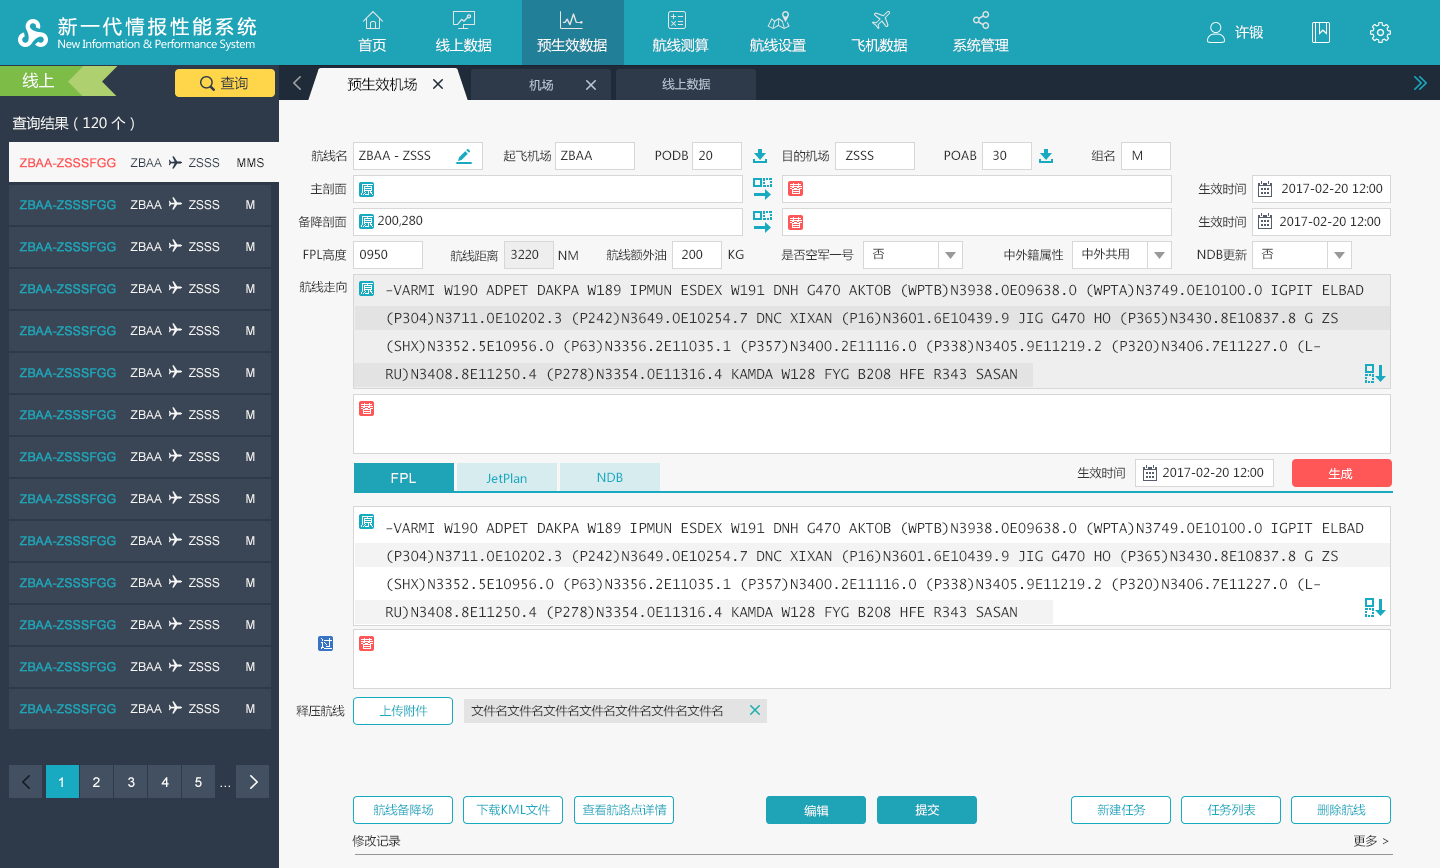 新一代情报性能系统
New Information & Performance System
首页 线上数据 预生效数据 航线测算 航线设置 飞机数据 系统管理 许锻
线上 查询
预生效机场 机场 线上数据
查询结果（120 个）
ZBAA-ZSSSFGG ZBAA ZSSS MMS
ZBAA-ZSSSFGG ZBAA ZSSS M
ZBAA-ZSSSFGG ZBAA ZSSS M
ZBAA-ZSSSFGG ZBAA ZSSS M
ZBAA-ZSSSFGG ZBAA ZSSS M
ZBAA-ZSSSFGG ZBAA ZSSS M
ZBAA-ZSSSFGG ZBAA ZSSS M
ZBAA-ZSSSFGG ZBAA ZSSS M
ZBAA-ZSSSFGG ZBAA ZSSS M
ZBAA-ZSSSFGG ZBAA ZSSS M
ZBAA-ZSSSFGG ZBAA ZSSS M
ZBAA-ZSSSFGG ZBAA ZSSS M
ZBAA-ZSSSFGG ZBAA ZSSS M
ZBAA-ZSSSFGG ZBAA ZSSS M
< 1 2 3 4 5 ... >
航线名 ZBAA - ZSSS 起飞机场 ZBAA PODB 20 目的机场 ZSSS POAB 30 组名 M
主剖面 原 替 生效时间 2017-02-20 12:00
备降剖面 原 200,280 替 生效时间 2017-02-20 12:00
FPL高度 0950 航线距离 3220 NM 航线额外油 200 KG 是否空军一号 否 中外籍属性 中外共用 NDB更新 否
航线走向 原 -VARMI W190 ADPET DAKPA W189 IPMUN ESDEX W191 DNH G470 AKTOB (WPTB)N3938.0E09638.0 (WPTA)N3749.0E10100.0 IGPIT ELBAD
(P304)N3711.0E10202.3 (P242)N3649.0E10254.7 DNC XIXAN (P16)N3601.6E10439.9 JIG G470 HO (P365)N3430.8E10837.8 G ZS
(SHX)N3352.5E10956.0 (P63)N3356.2E11035.1 (P357)N3400.2E11116.0 (P338)N3405.9E11219.2 (P320)N3406.7E11227.0 (L-
RU)N3408.8E11250.4 (P278)N3354.0E11316.4 KAMDA W128 FYG B208 HFE R343 SASAN
替
FPL JetPlan NDB 生效时间 2017-02-20 12:00 生成
原 -VARMI W190 ADPET DAKPA W189 IPMUN ESDEX W191 DNH G470 AKTOB (WPTB)N3938.0E09638.0 (WPTA)N3749.0E10100.0 IGPIT ELBAD
(P304)N3711.0E10202.3 (P242)N3649.0E10254.7 DNC XIXAN (P16)N3601.6E10439.9 JIG G470 HO (P365)N3430.8E10837.8 G ZS
(SHX)N3352.5E10956.0 (P63)N3356.2E11035.1 (P357)N3400.2E11116.0 (P338)N3405.9E11219.2 (P320)N3406.7E11227.0 (L-
RU)N3408.8E11250.4 (P278)N3354.0E11316.4 KAMDA W128 FYG B208 HFE R343 SASAN
过 替
释压航线 上传附件 文件名文件名文件名文件名文件名文件名文件名
航线备降场 下载KML文件 查看航路点详情 编辑 提交 新建任务 任务列表 删除航线
修改记录 更多 >